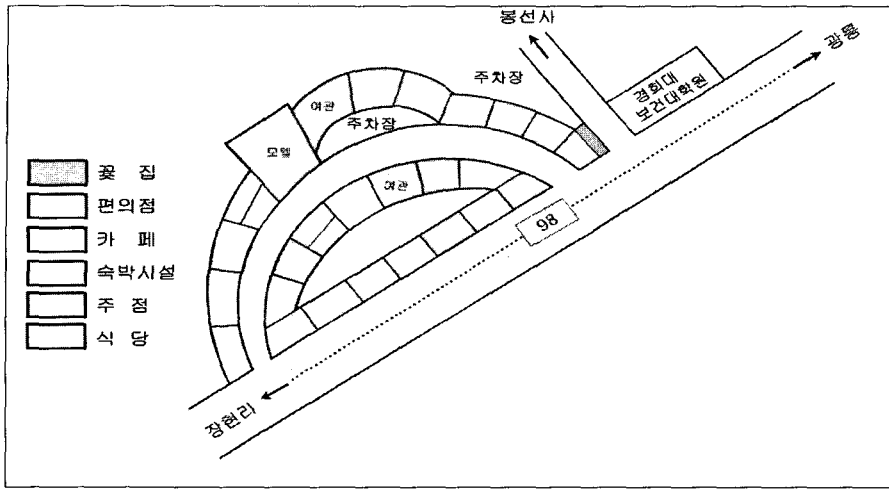 봉선사
광릉
주차장
경희대
보건대학원
여관
주차장
모텔
여관
꽃 집
편의점
카 페
숙박시설
주 점
식 당
98
장현리